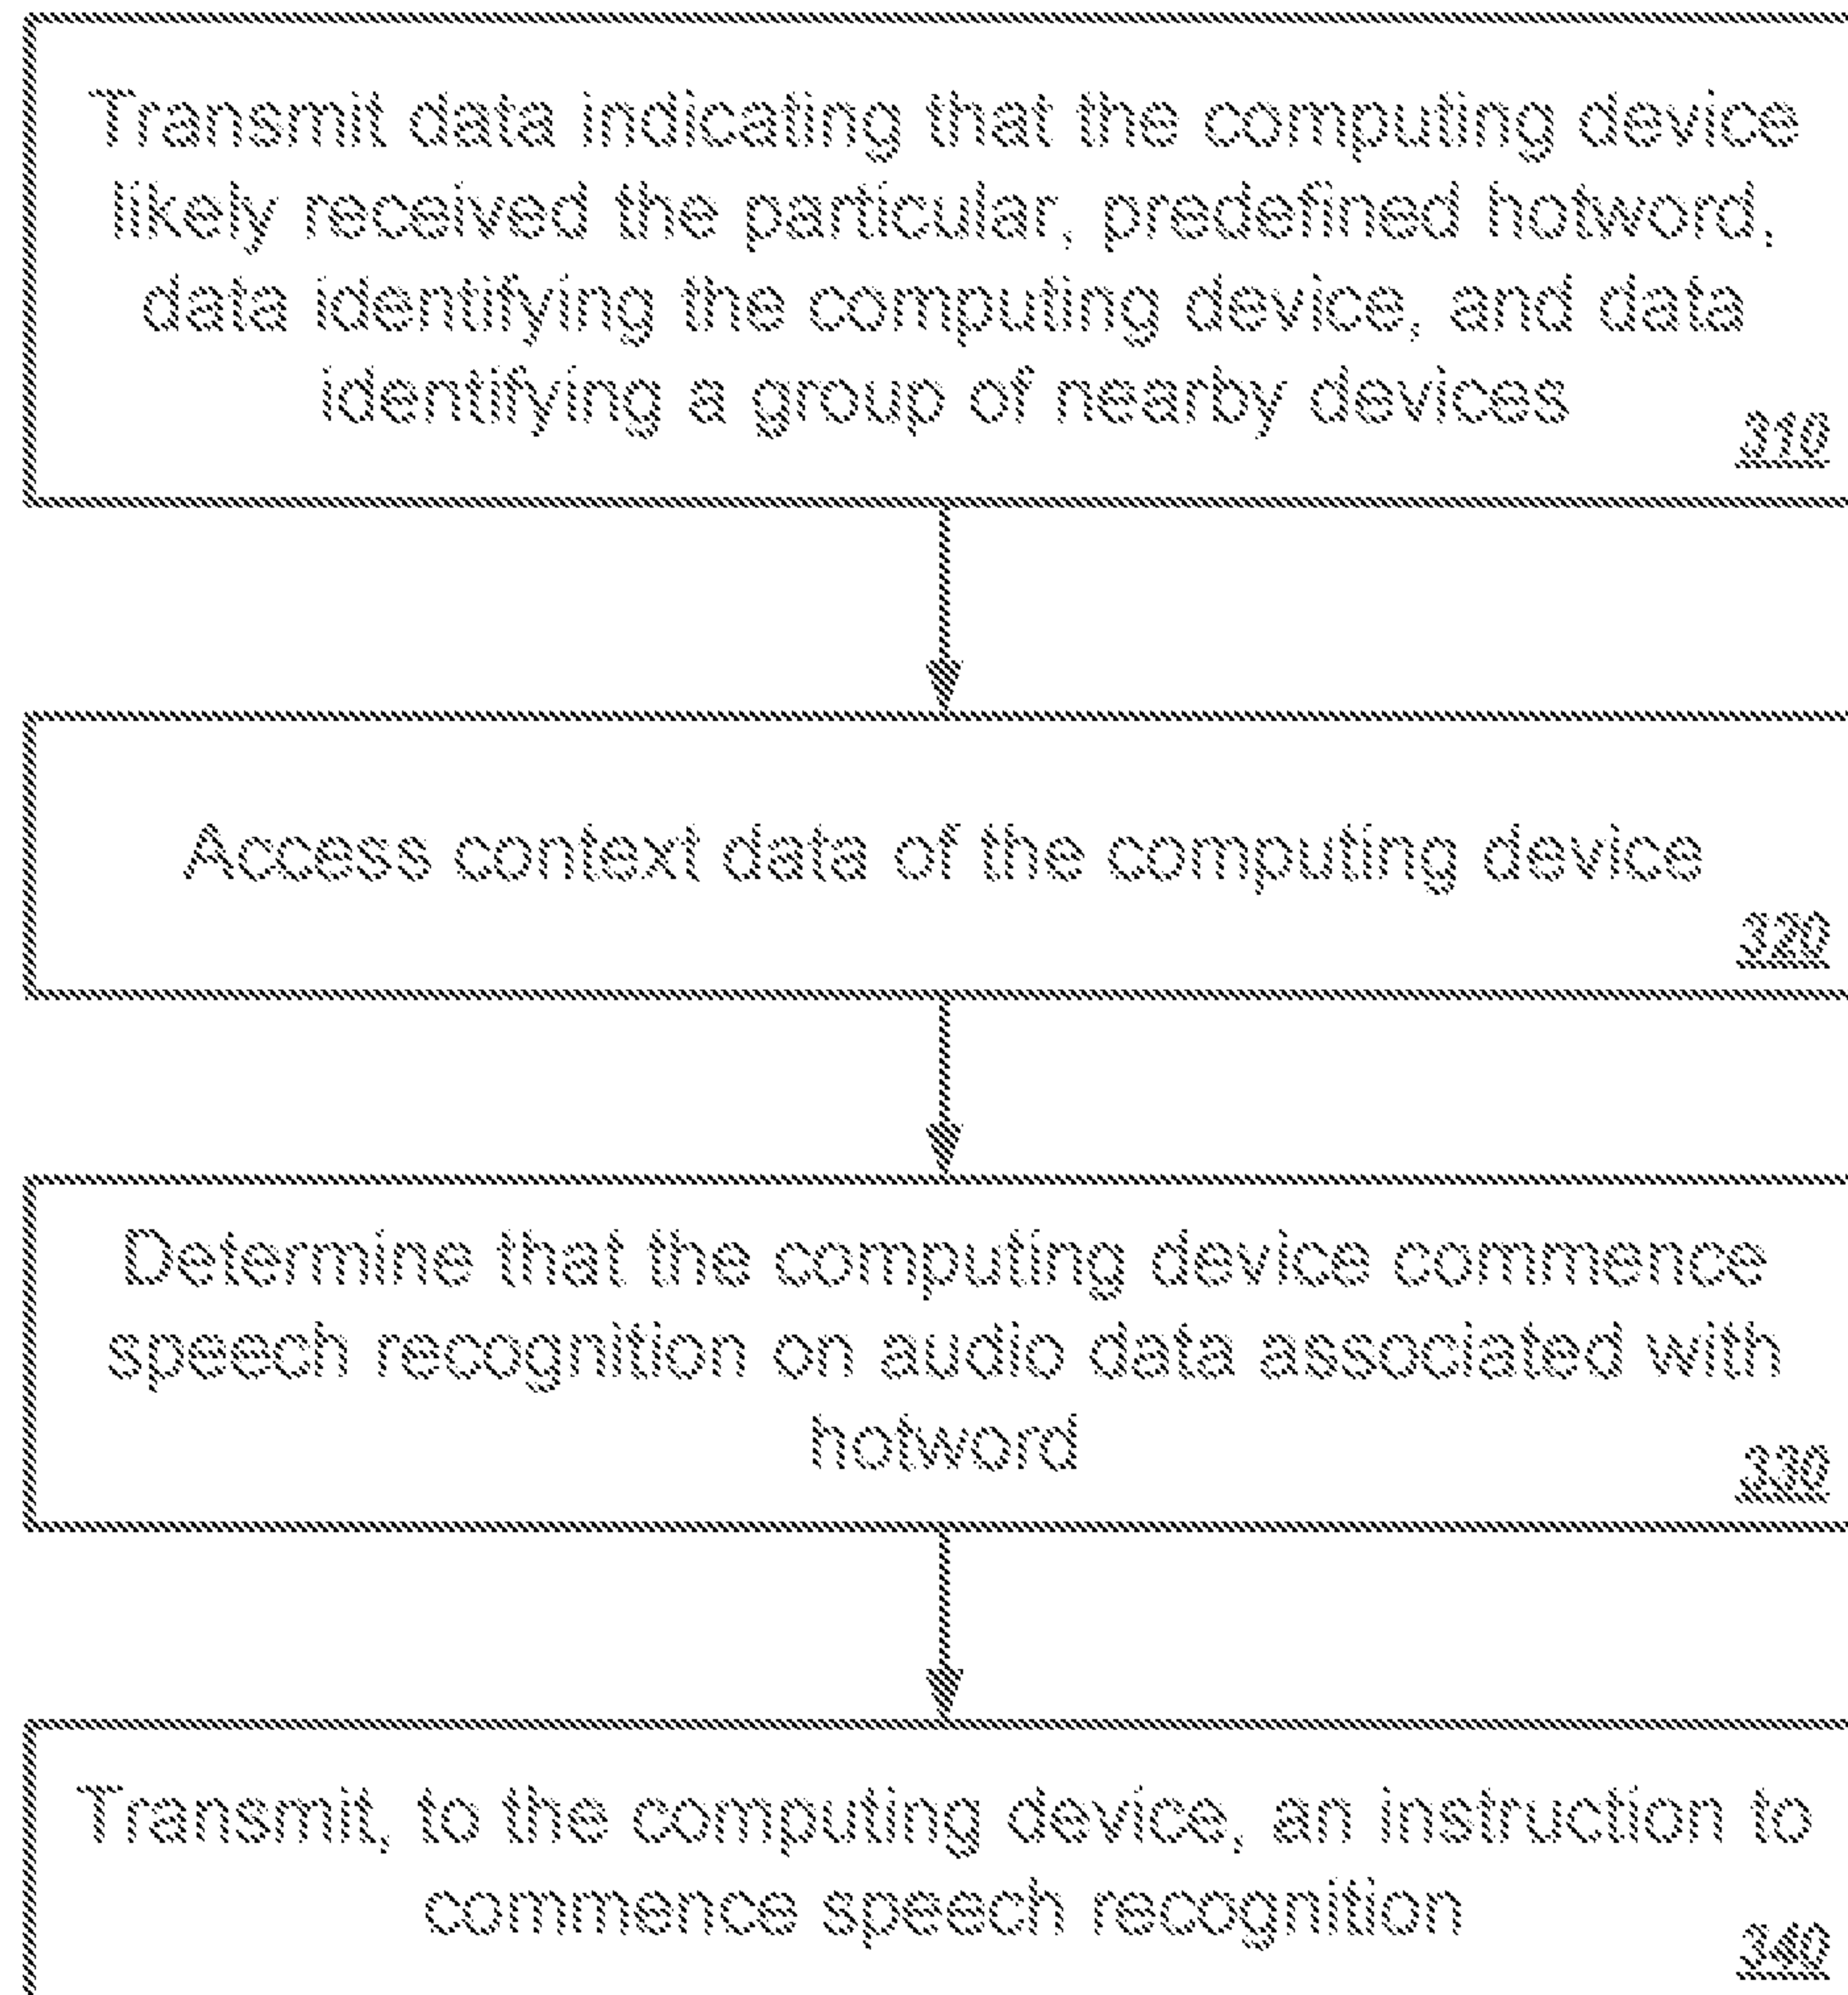 Transmit data indicating that the computing device
likely received the particular, predefined hotword,
data identifying the computing device, and data
identifying a group of nearby devices
310
Access context data of the computing device
320
Determine that the computing device commence
speech recognition on audio data associated with
hotword
330
Transmit, to the computing device, an instruction to
commence speech recognition
340